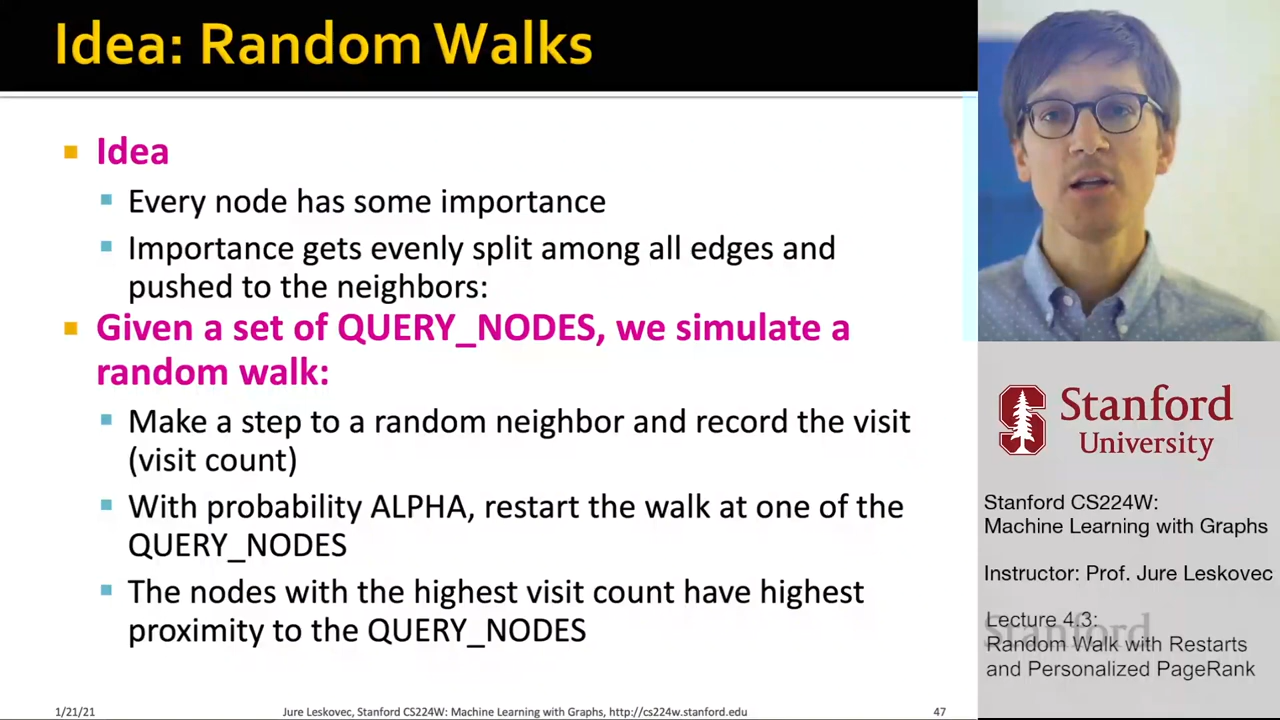 Idea: Random Walks
Idea
Every node has some importance
Importance gets evenly split among all edges and
pushed to the neighbors:
Given a set of QUERY_NODES, we simulate a
random walk:
Make a step to a random neighbor and record the visit
(visit count)
With probability ALPHA, restart the walk at one of the
QUERY_NODES
The nodes with the highest visit count have highest
proximity to the QUERY_NODES
1/21/21
Jure Leskovec, Stanford CS224W: Machine Learning with Graphs, http://cs224w.stanford.edu
47
Stanford
University
Stanford CS224W:
Machine Learning with Graphs
Instructor: Prof. Jure Leskovec
Lecture 4.3:
Stanford
Random Walk with Restarts
and Personalized PageRank